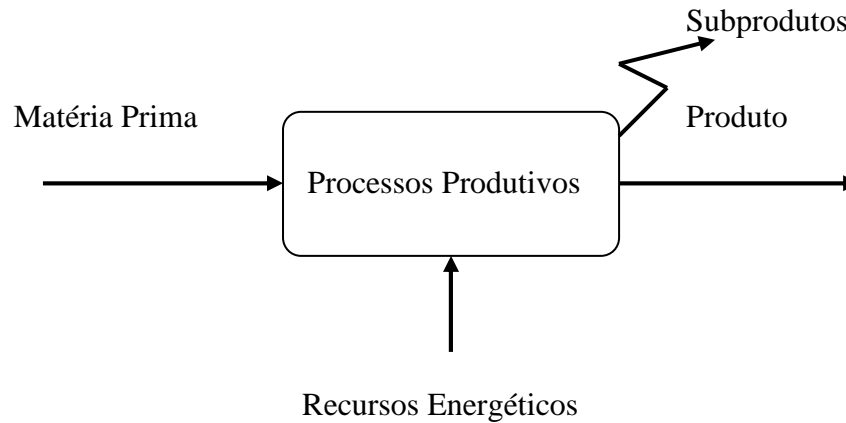 Subprodutos
Matéria Prima
Produto
Processos Produtivos
Recursos Energéticos